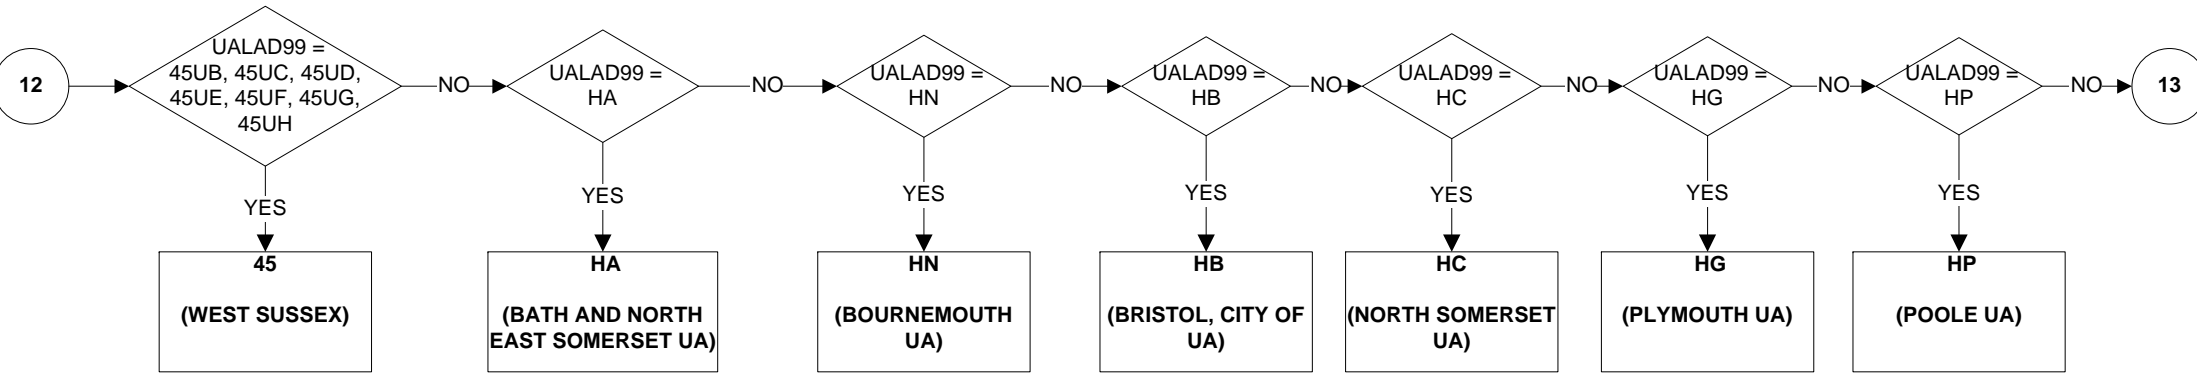 12
UALAD99 =
45UB, 45UC, 45UD,
45UE, 45UF, 45UG,
45UH
NO
UALAD99 =
HA
NO
UALAD99 =
HN
NO
UALAD99 =
HB
NO
UALAD99 =
HC
NO
UALAD99 =
HG
NO
UALAD99 =
HP
NO
13
YES
YES
YES
YES
YES
YES
YES
45
(WEST SUSSEX)
HA
(BATH AND NORTH
EAST SOMERSET UA)
HN
(BOURNEMOUTH
UA)
HB
(BRISTOL, CITY OF
UA)
HC
(NORTH SOMERSET
UA)
HG
(PLYMOUTH UA)
HP
(POOLE UA)